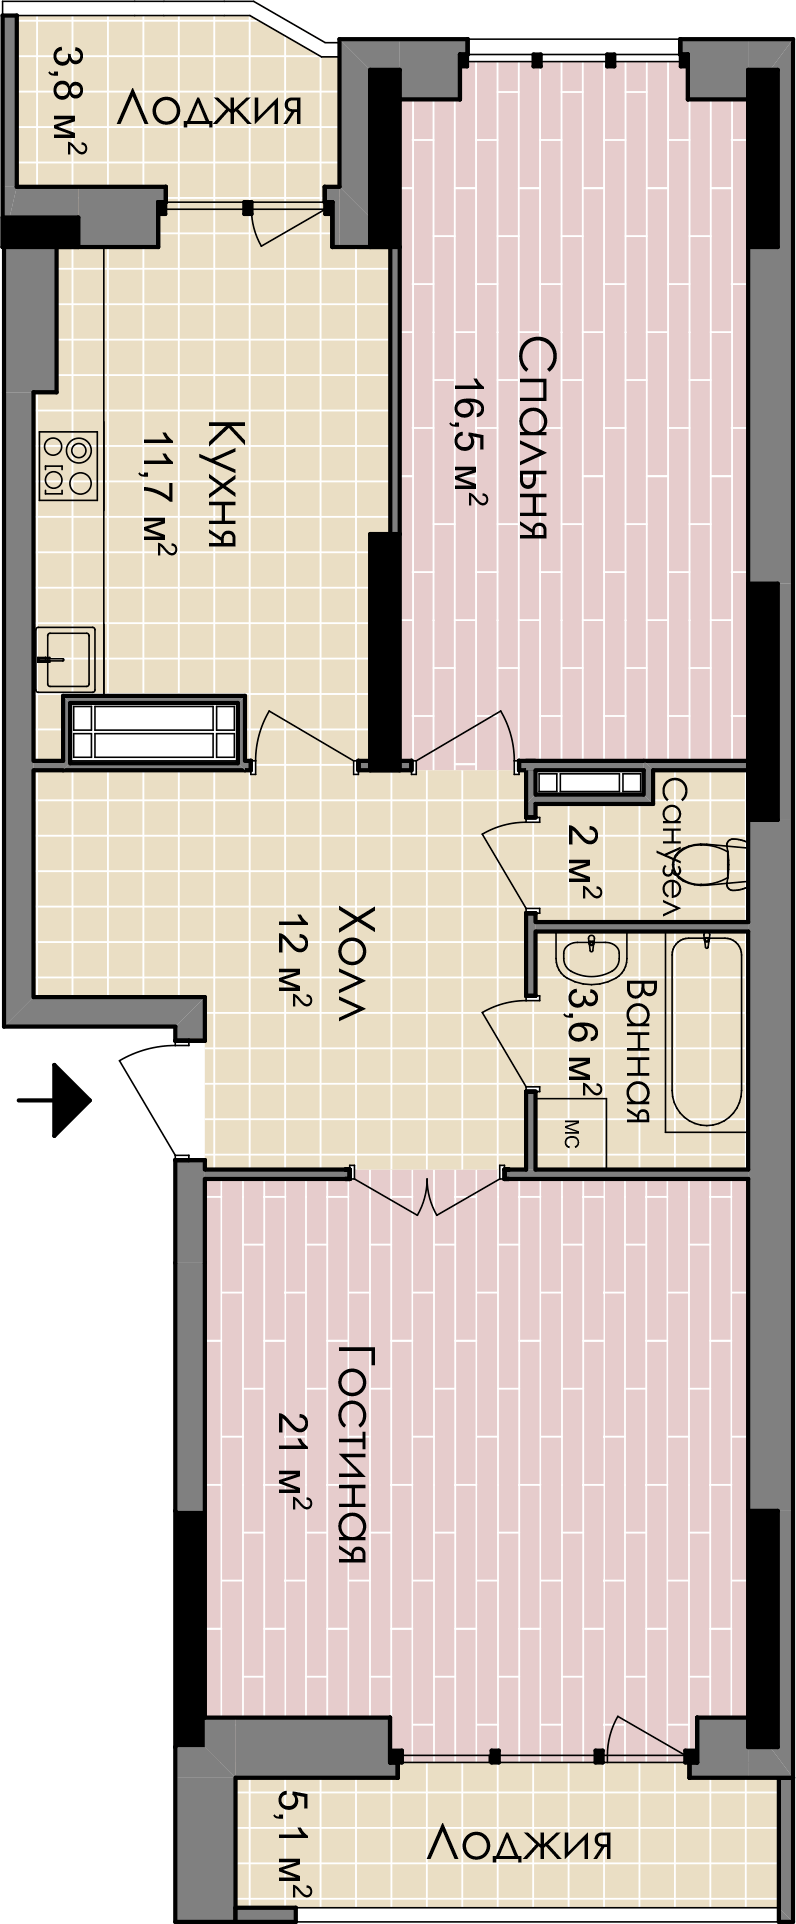 Лоджия
3,8 м²
Спальня
16,5 м²
Кухня
11,7 м²
Санузел
2 м²
Холл
12 м²
Ванная
3,6 м²
МС
Гостиная
21 м²
Лоджия
5,1 м²